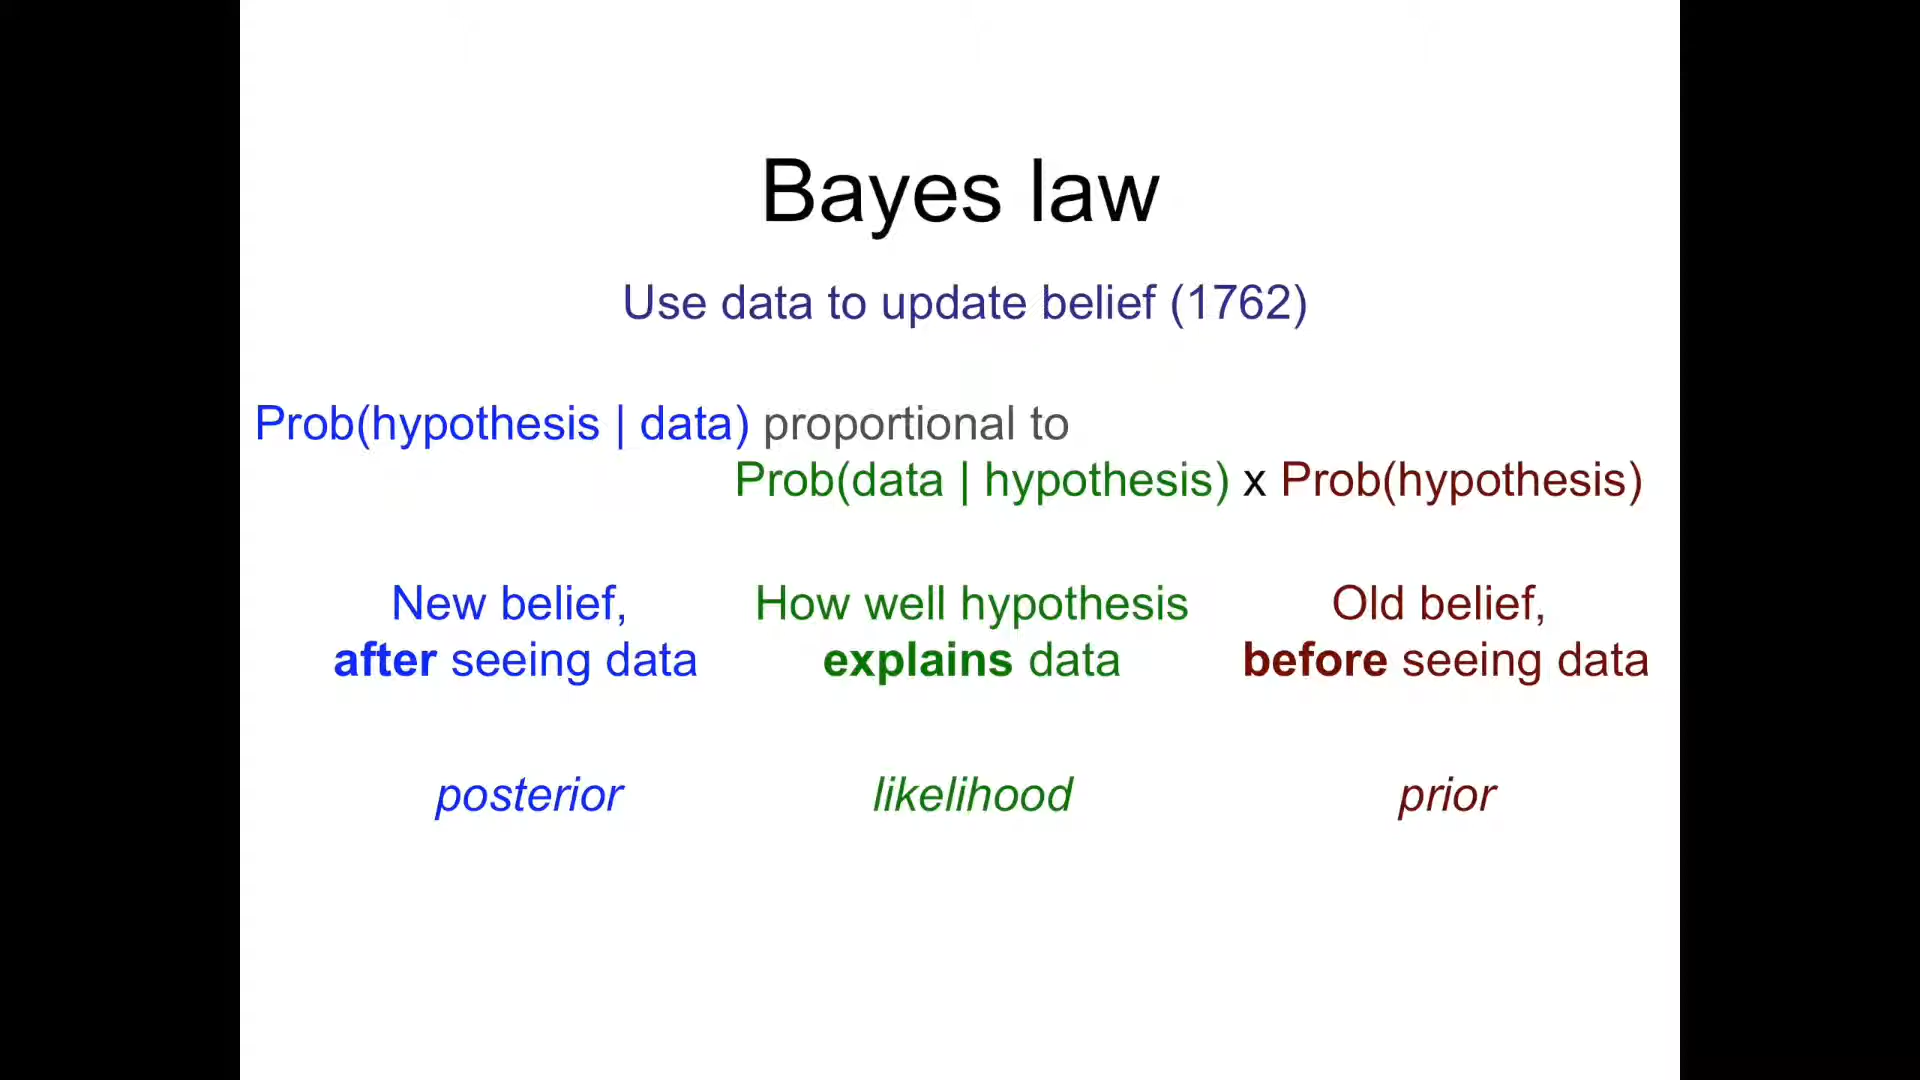 Bayes law
Use data to update belief (1762)
Prob(hypothesis | data) proportional to
Prob(data | hypothesis) x Prob(hypothesis)
New belief,
after seeing data
How well hypothesis
explains data
Old belief,
before seeing data
posterior
likelihood
prior